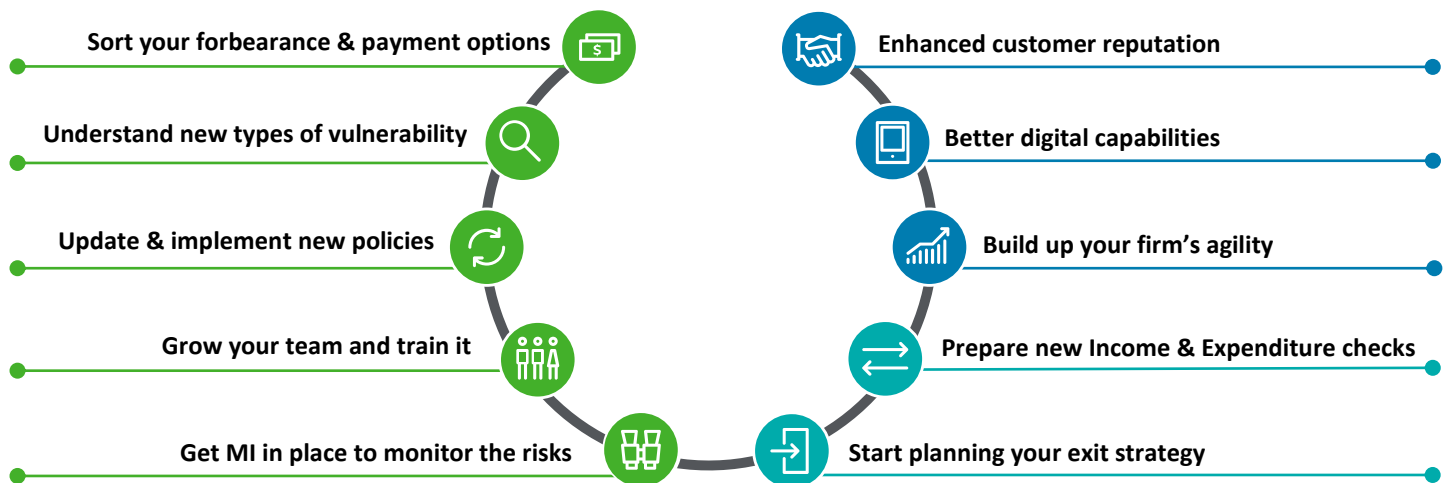 Sort your forbearance & payment options
Understand new types of vulnerability
Update & implement new policies
Grow your team and train it
Get MI in place to monitor the risks
$
Enhanced customer reputation
Better digital capabilities
Build up your firm's agility
Prepare new Income & Expenditure checks
Start planning your exit strategy